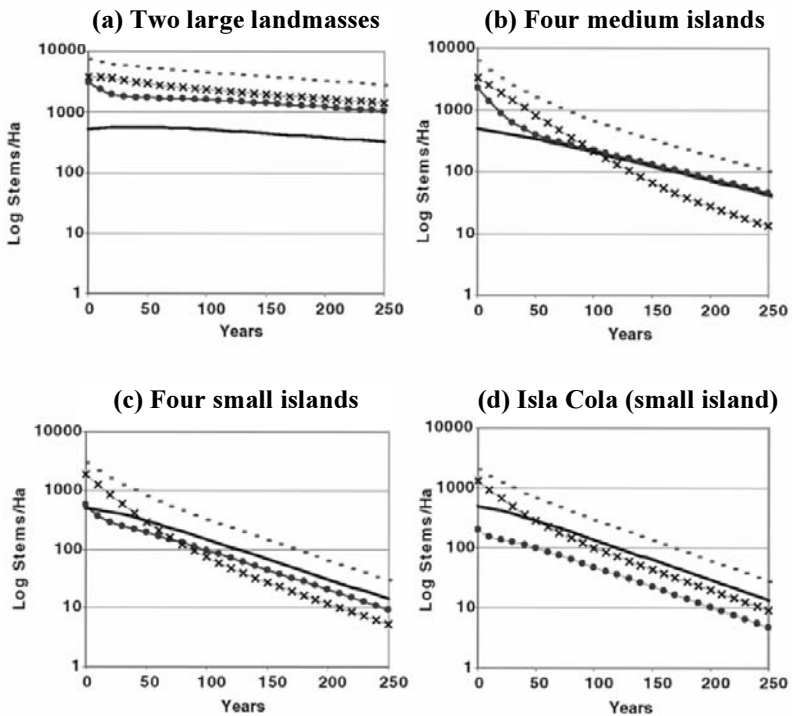 (a) Two large landmasses
10000
1000
100
10
1
0 50 100 150 200 250
Years
Log Stems/Ha
(b) Four medium islands
10000
1000
100
10
1
0 50 100 150 200 250
Years
Log Stems/Ha
(c) Four small islands
10000
1000
100
10
1
0 50 100 150 200 250
Years
Log Stems/Ha
(d) Isla Cola (small island)
10000
1000
100
10
1
0 50 100 150 200 250
Years
Log Stems/Ha